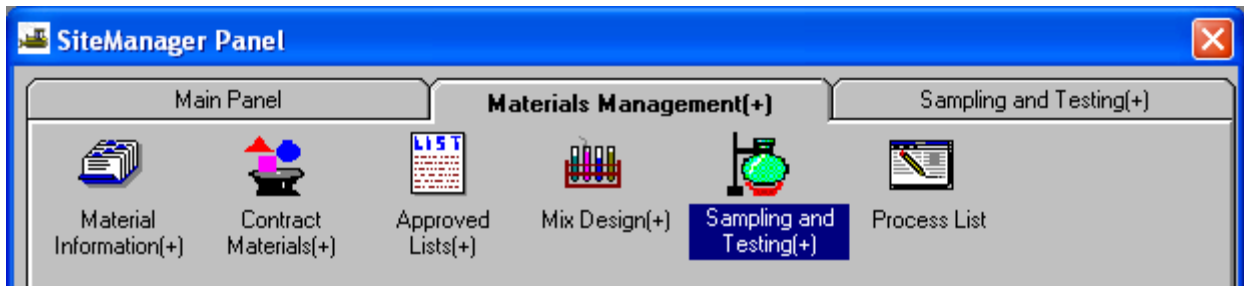 SiteManager Panel
Main Panel
Materials Management(+)
Sampling and Testing(+)
LIST
Material
Information(+)
Contract
Materials(+)
Approved
Lists(+)
Mix Design(+)
Sampling and
Testing(+)
Process List